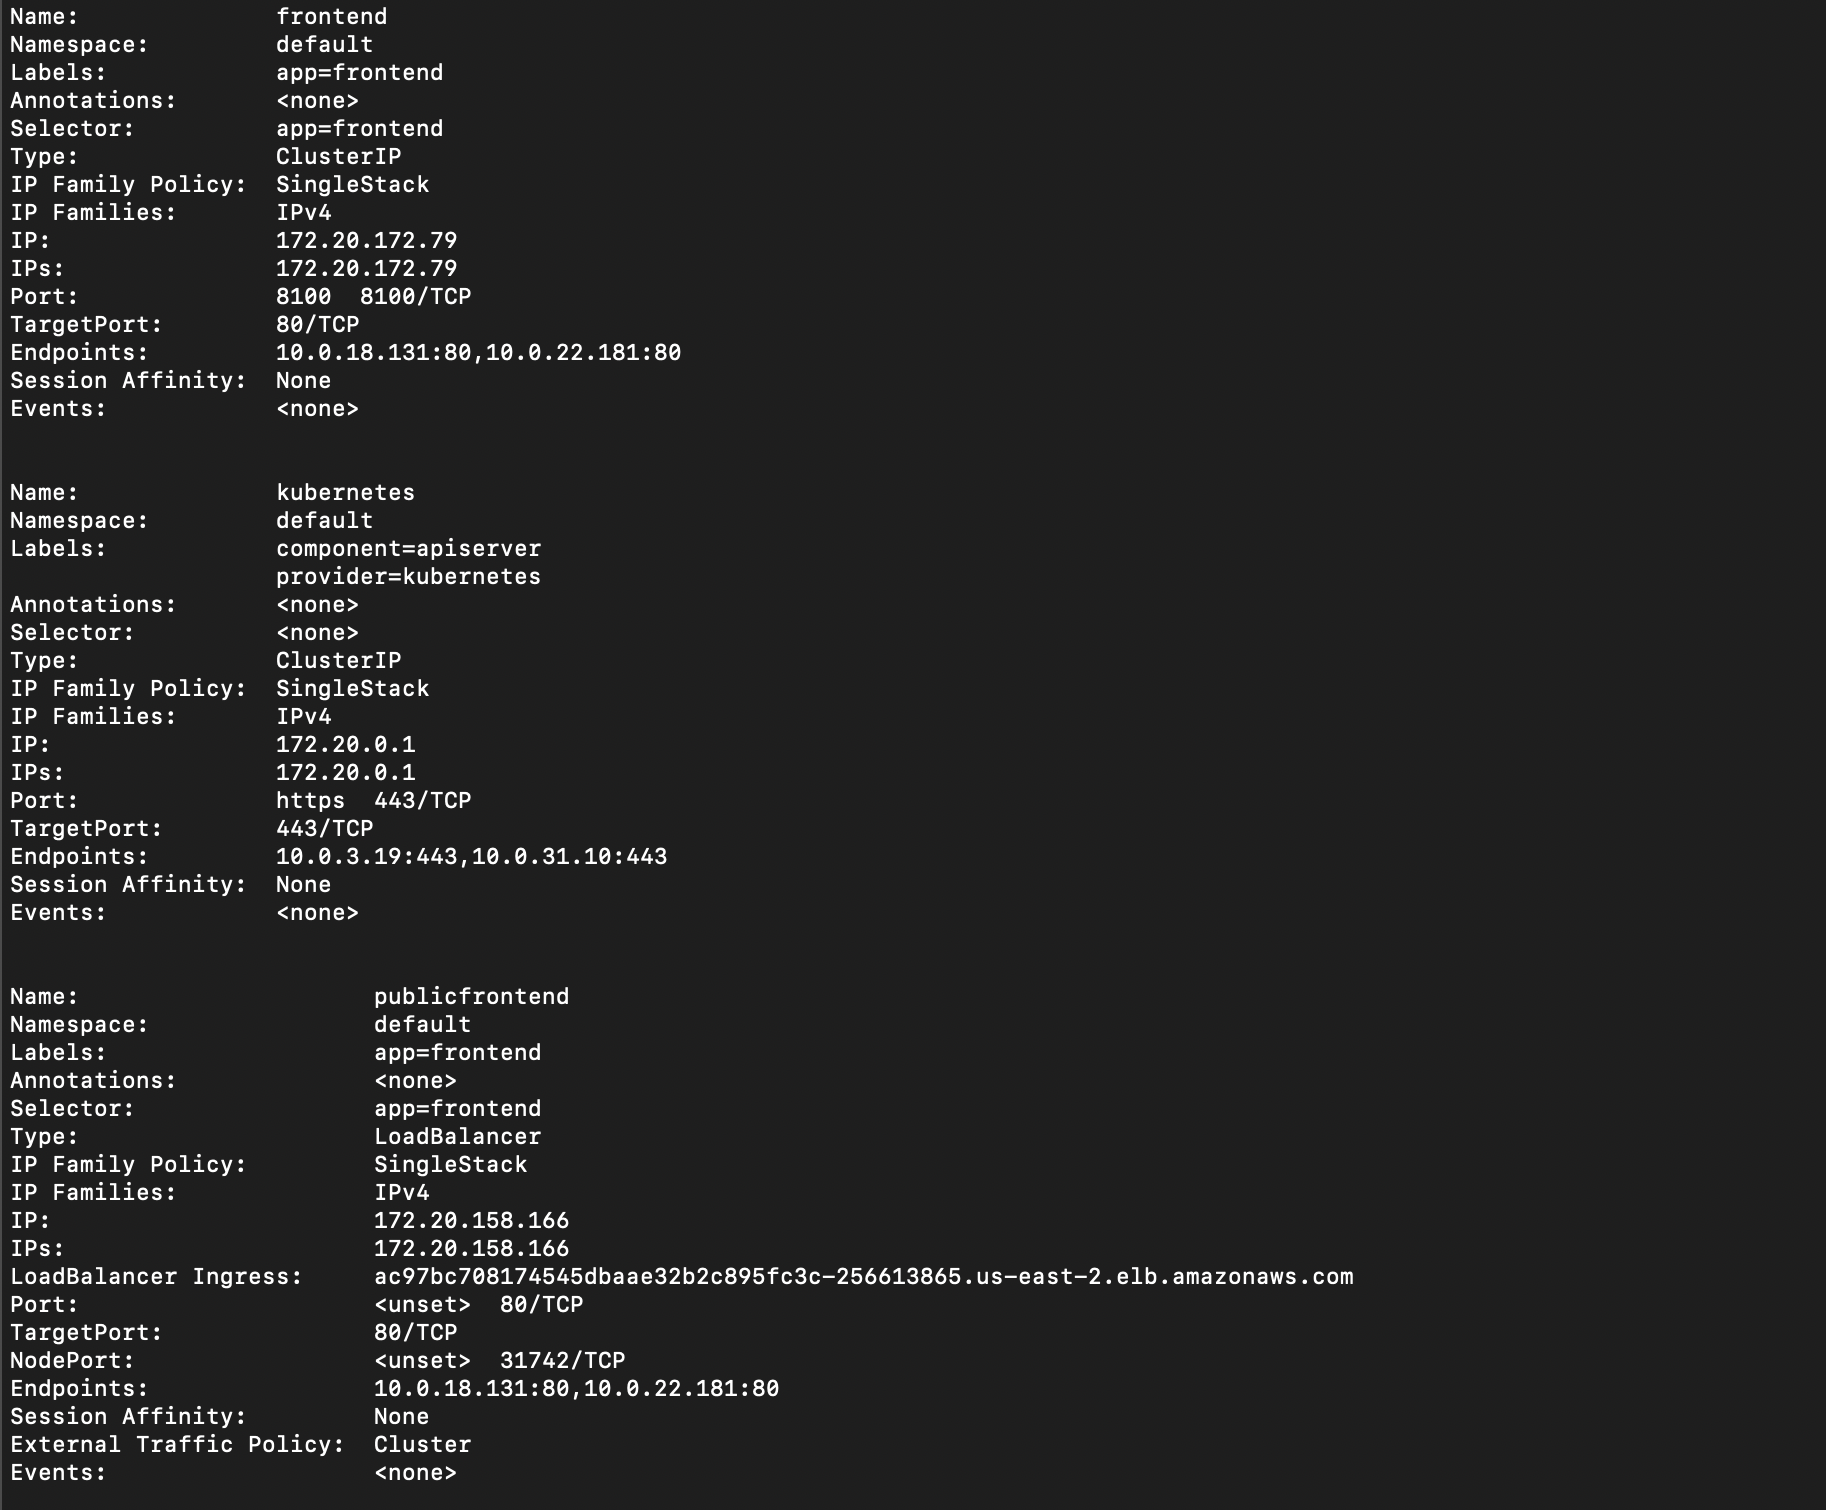 Name:              frontend
Namespace:         default
Labels:            app=frontend
Annotations:       <none>
Selector:          app=frontend
Type:              ClusterIP
IP Family Policy:  SingleStack
IP Families:       IPv4
IP:                172.20.172.79
IPs:               172.20.172.79
Port:              8100  8100/TCP
TargetPort:        80/TCP
Endpoints:         10.0.18.131:80,10.0.22.181:80
Session Affinity:  None
Events:            <none>

Name:              kubernetes
Namespace:         default
Labels:            component=apiserver
                   provider=kubernetes
Annotations:       <none>
Selector:          <none>
Type:              ClusterIP
IP Family Policy:  SingleStack
IP Families:       IPv4
IP:                172.20.0.1
IPs:               172.20.0.1
Port:              https  443/TCP
TargetPort:        443/TCP
Endpoints:         10.0.3.19:443,10.0.31.10:443
Session Affinity:  None
Events:            <none>

Name:                     publicfrontend
Namespace:                default
Labels:                   app=frontend
Annotations:              <none>
Selector:                 app=frontend
Type:                     LoadBalancer
IP Family Policy:         SingleStack
IP Families:              IPv4
IP:                       172.20.158.166
IPs:                      172.20.158.166
LoadBalancer Ingress:     ac97bc708174545dbaae32b2c895fc3c-256613865.us-east-2.elb.amazonaws.com
Port:                     <unset>  80/TCP
TargetPort:               80/TCP
NodePort:                 <unset>  31742/TCP
Endpoints:                10.0.18.131:80,10.0.22.181:80
Session Affinity:         None
External Traffic Policy:  Cluster
Events:                   <none>